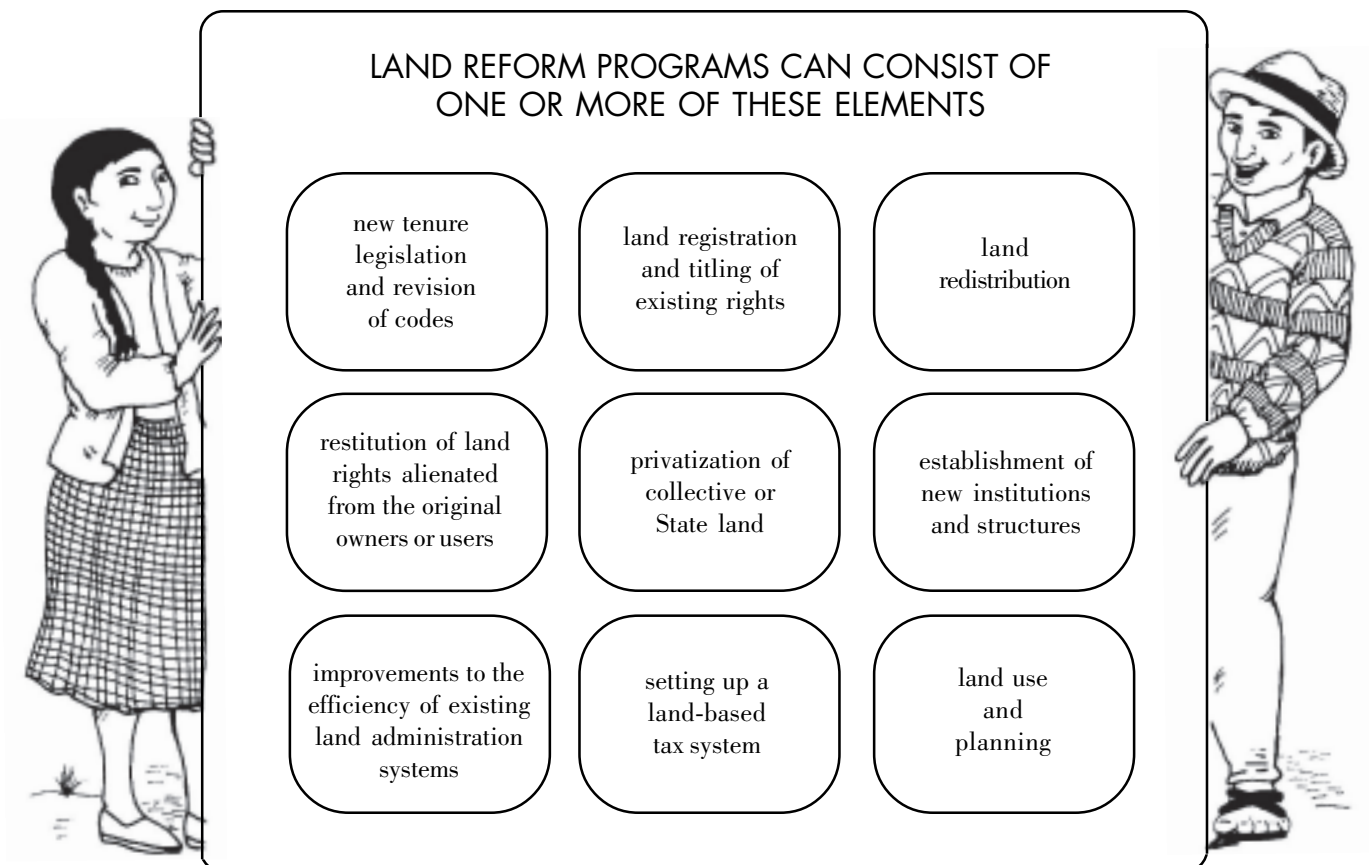 LAND REFORM PROGRAMS CAN CONSIST OF
ONE OR MORE OF THESE ELEMENTS
new tenure
legislation
and revision
of codes
land registration
and titling of
existing rights
land
redistribution
restitution of land
rights alienated
from the original
owners or users
privatization of
collective or
State land
establishment of
new institutions
and structures
improvements to the
efficiency of existing
land administration
systems
setting up a
land-based
tax system
land use
and
planning